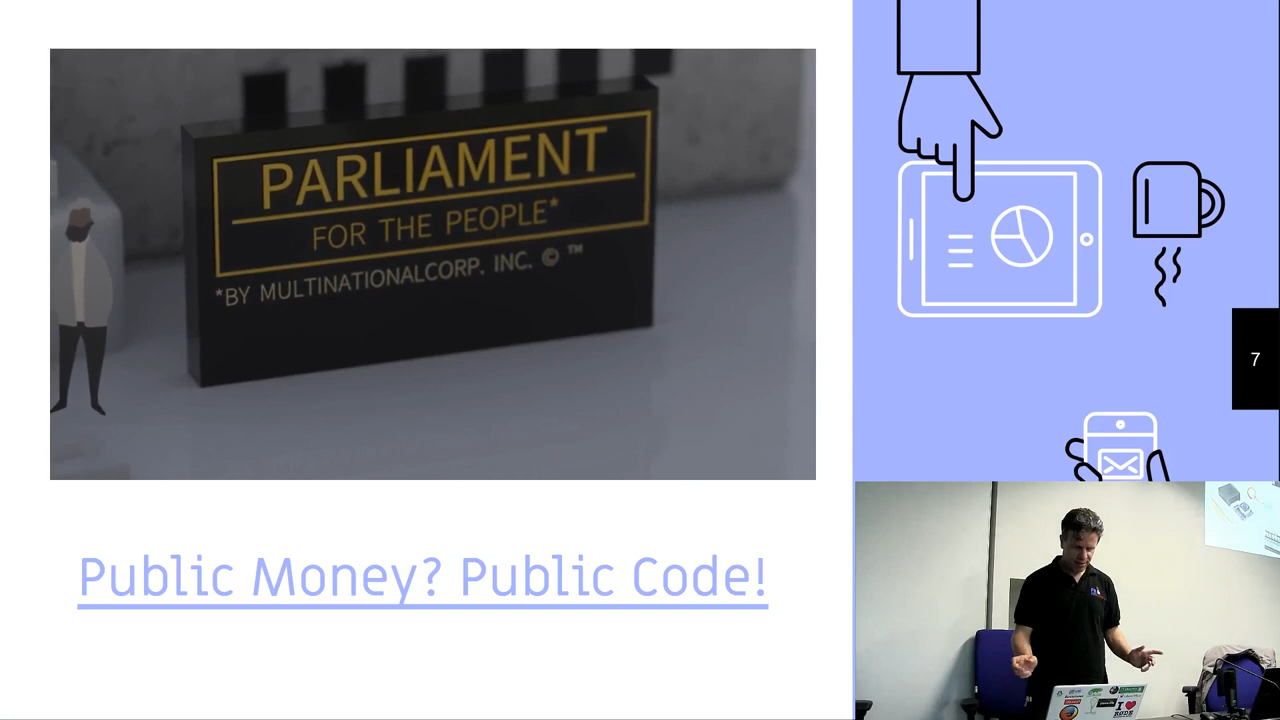 PARLIAMENT
FOR THE PEOPLE*
*BY MULTINATIONALCORP. INC. © ™
7
Public Money? Public Code!
I